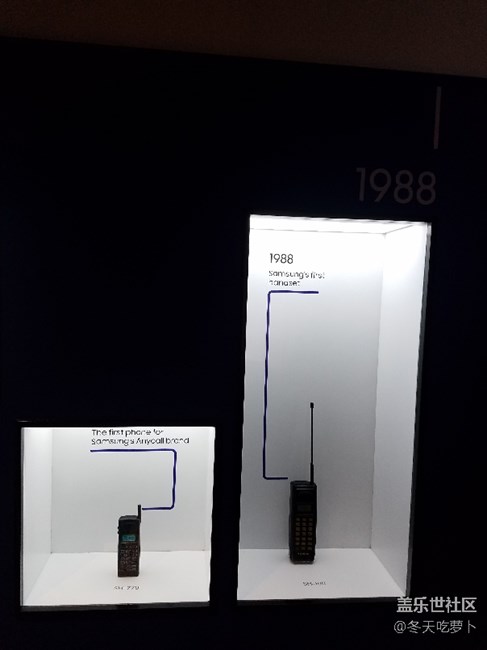 1988
1988
Samsung's first
handset
The first phone for
Samsung's Anycall brand
盖乐世社区
@冬天吃萝卜